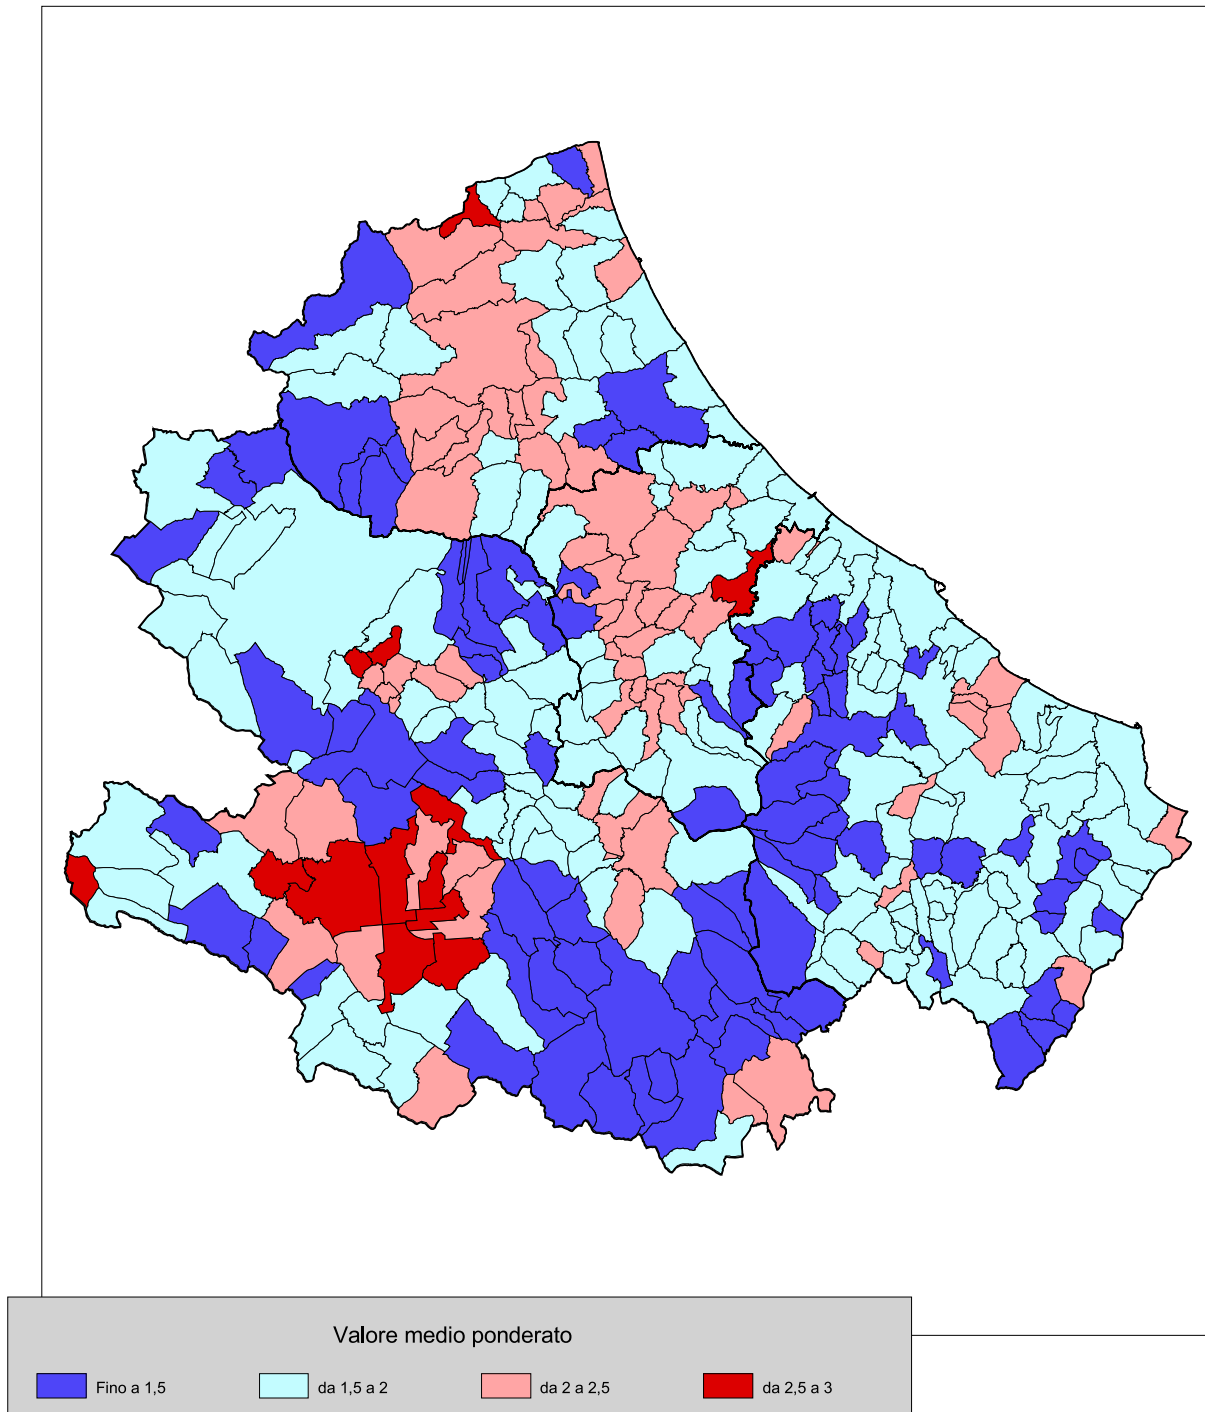 Valore medio ponderato
Fino a 1,5
da 1,5 a 2
da 2 a 2,5
da 2,5 a 3